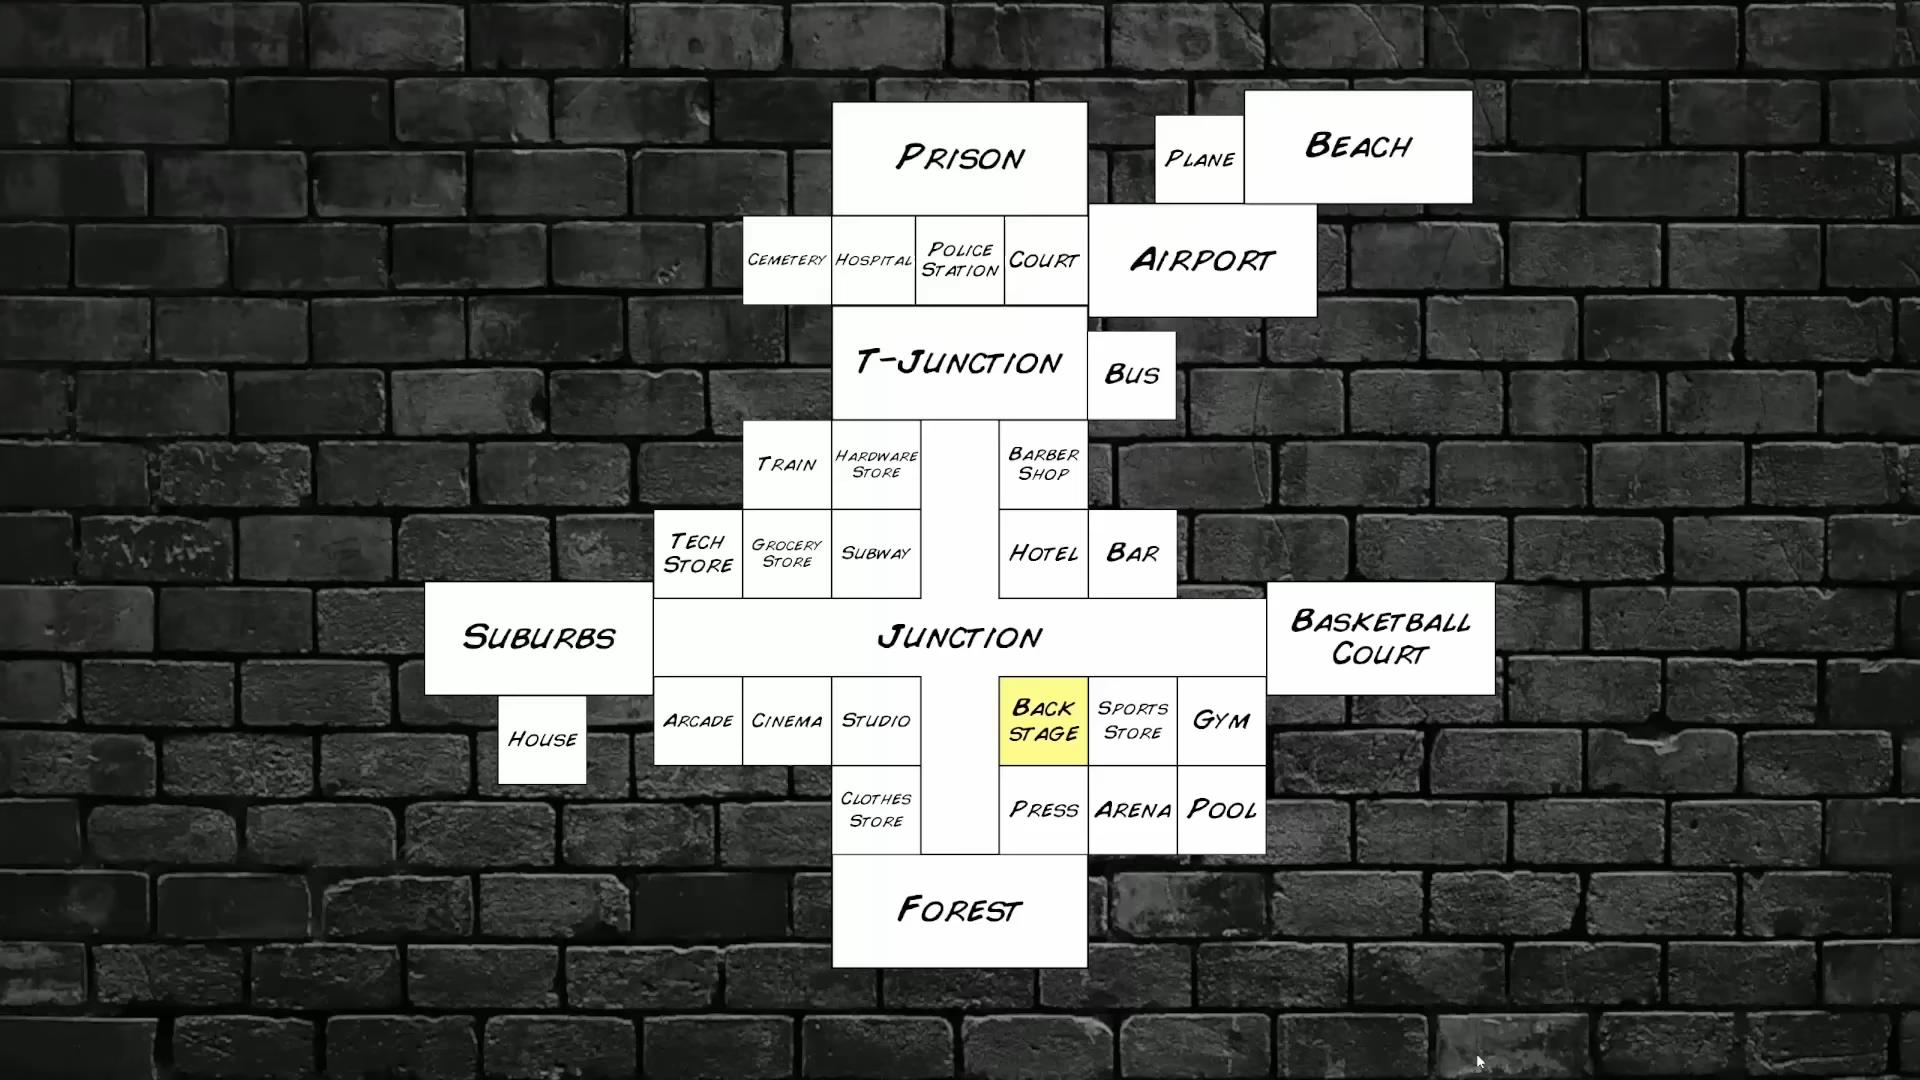 PRISON
PLANE
BEACH
CEMETERY
HOSPITAL
POLICE
STATION
COURT
AIRPORT
T-JUNCTION
BUS
TRAIN
HARDWARE
STORE
BARBER
SHOP
TECH
STORE
GROCERY
STORE
SUBWAY
HOTEL
BAR
SUBURBS
JUNCTION
BASKETBALL
COURT
HOUSE
ARCADE
CINEMA
STUDIO
BACK
STAGE
SPORTS
STORE
GYM
CLOTHES
STORE
PRESS
ARENA
POOL
FOREST